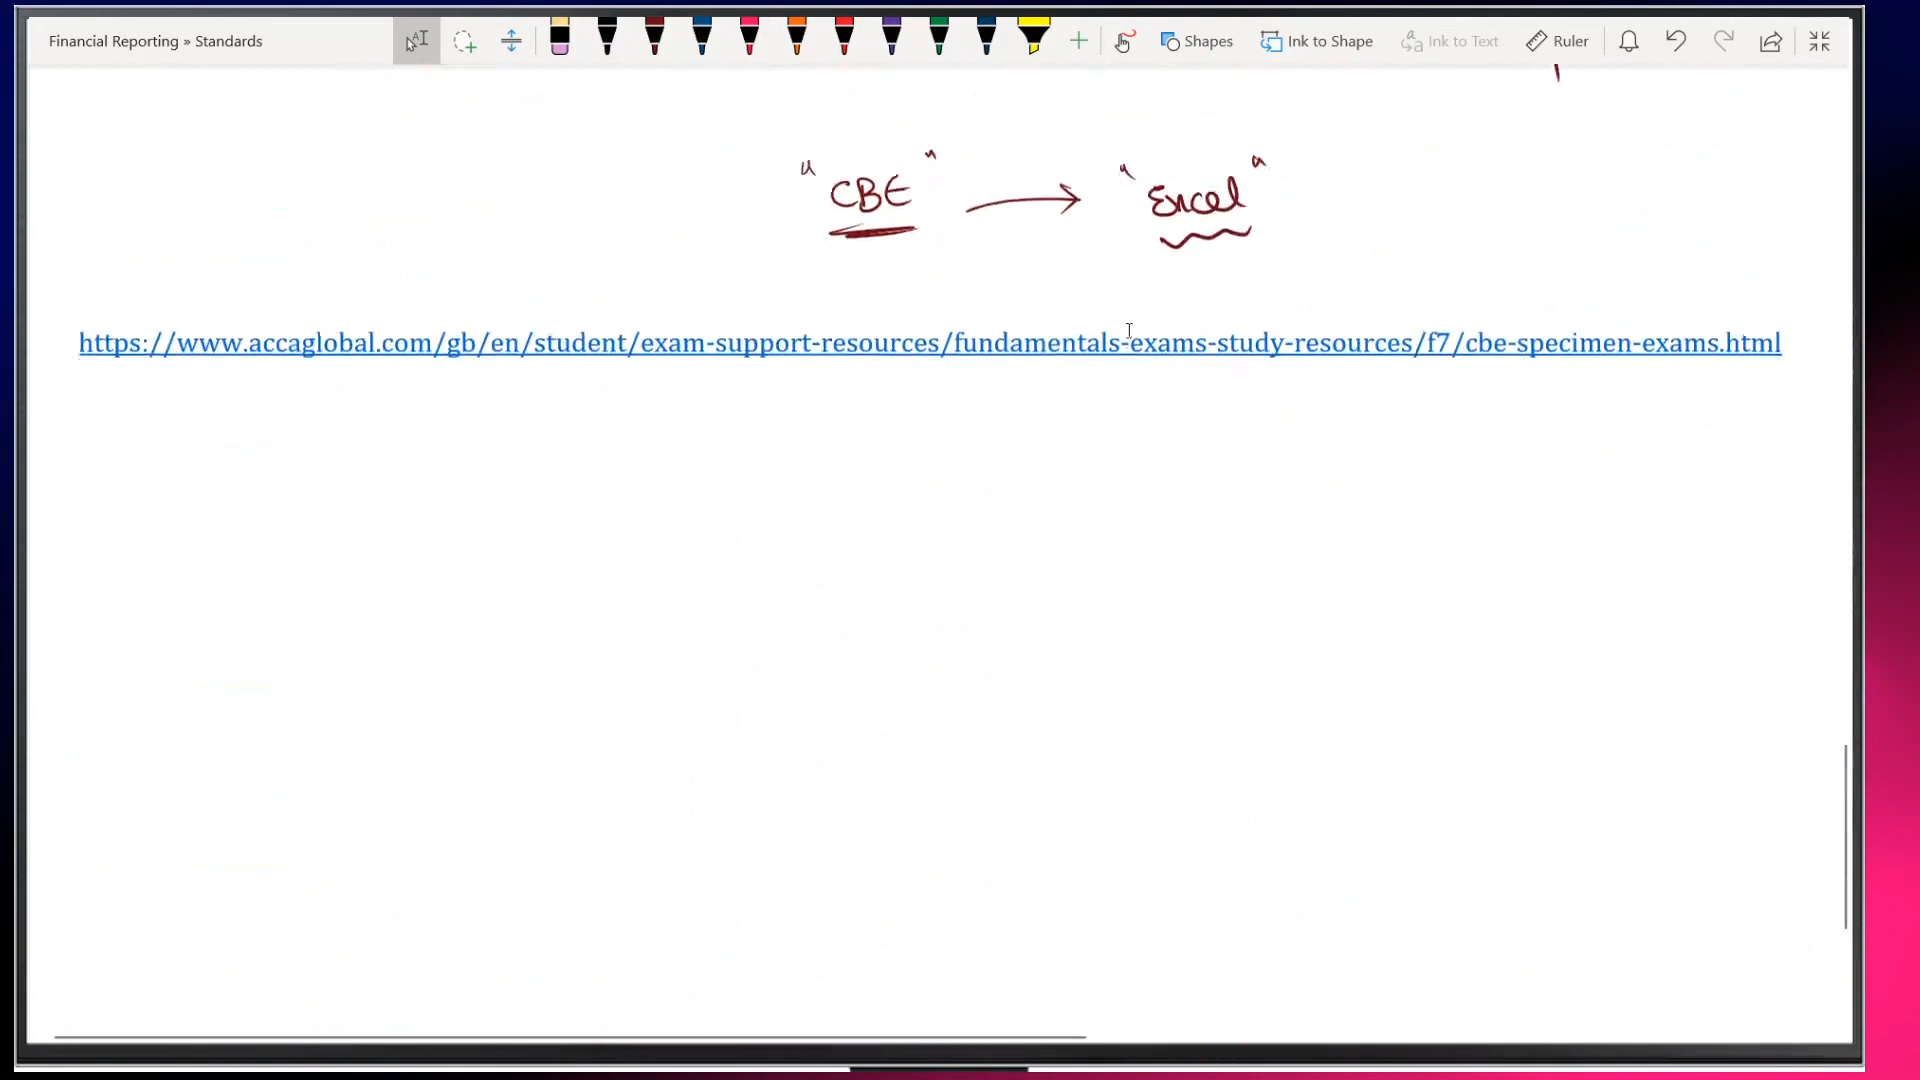 Financial Reporting » Standards
Shapes
Ink to Shape
Ink to Text
Ruler
"CBE" → "Excel"
https://www.accaglobal.com/gb/en/student/exam-support-resources/fundamentals-exams-study-resources/f7/cbe-specimen-exams.html